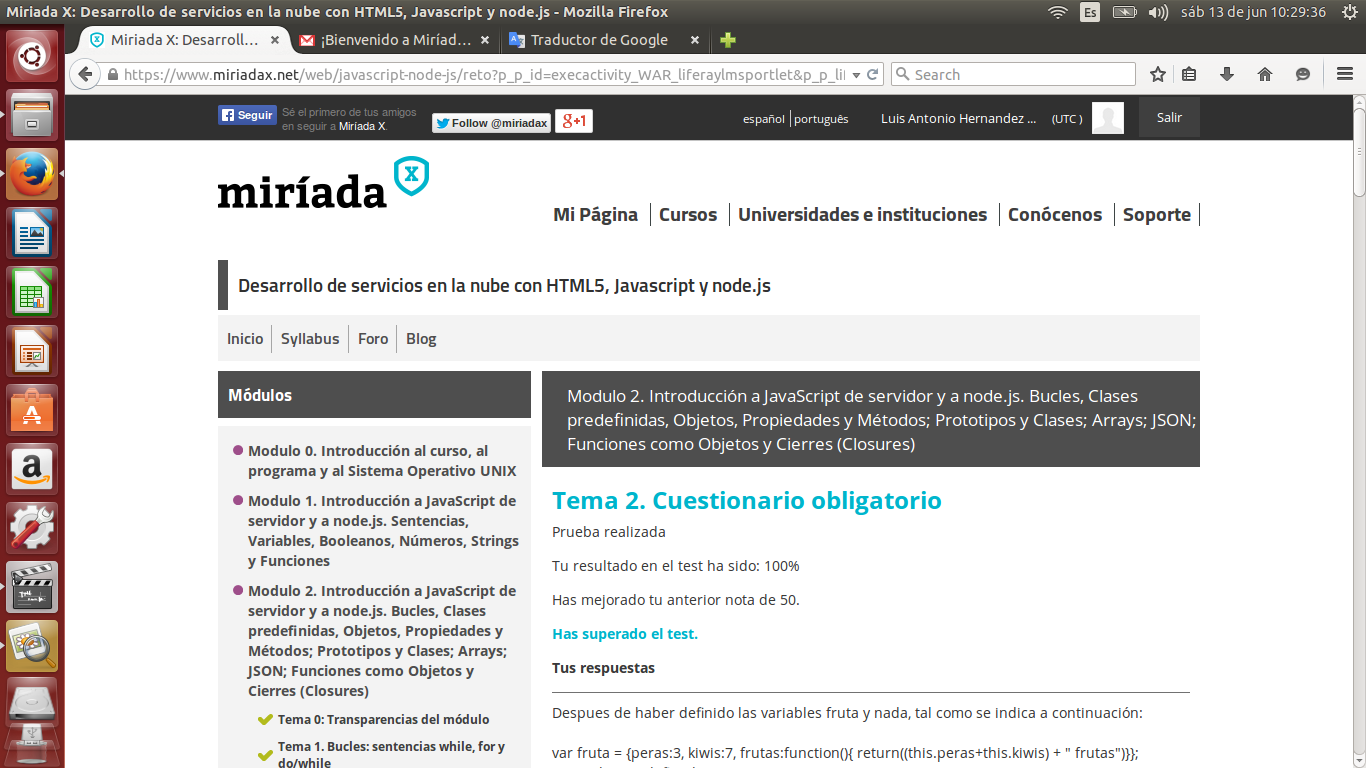 Miriada X: Desarrollo de servicios en la nube con HTML5, Javascript y node.js - Mozilla Firefox
Es
sáb 13 de jun 10:29:36
Miriada X: Desarroll... ×
¡Bienvenido a Miríad... ×
Traductor de Google ×
https://www.miriadax.net/web/javascript-node-js/reto?p_p_id=execactivity_WAR_liferaylmsportlet&p_p_li
Search
Seguir
Sé el primero de tus amigos
en seguir a Miríada X.
Follow @miriadax
g+1
español
português
Luis Antonio Hernandez ...
(UTC )
Salir
miríada X
Mi Página
Cursos
Universidades e instituciones
Conócenos
Soporte
Desarrollo de servicios en la nube con HTML5, Javascript y node.js
Inicio
Syllabus
Foro
Blog
Módulos
Modulo 0. Introducción al curso, al
programa y al Sistema Operativo UNIX
Modulo 1. Introducción a JavaScript de
servidor y a node.js. Sentencias,
Variables, Booleanos, Números, Strings
y Funciones
Modulo 2. Introducción a JavaScript de
servidor y a node.js. Bucles, Clases
predefinidas, Objetos, Propiedades y
Métodos; Prototipos y Clases; Arrays;
JSON; Funciones como Objetos y
Cierres (Closures)
Tema 0: Transparencias del módulo
Tema 1. Bucles: sentencias while, for y
do/while
Modulo 2. Introducción a JavaScript de servidor y a node.js. Bucles, Clases
predefinidas, Objetos, Propiedades y Métodos; Prototipos y Clases; Arrays; JSON;
Funciones como Objetos y Cierres (Closures)
Tema 2. Cuestionario obligatorio
Prueba realizada
Tu resultado en el test ha sido: 100%
Has mejorado tu anterior nota de 50.
Has superado el test.
Tus respuestas
Despues de haber definido las variables fruta y nada, tal como se indica a continuación:
var fruta = {peras:3, kiwis:7, frutas:function(){ return((this.peras+this.kiwis) + " frutas")}};